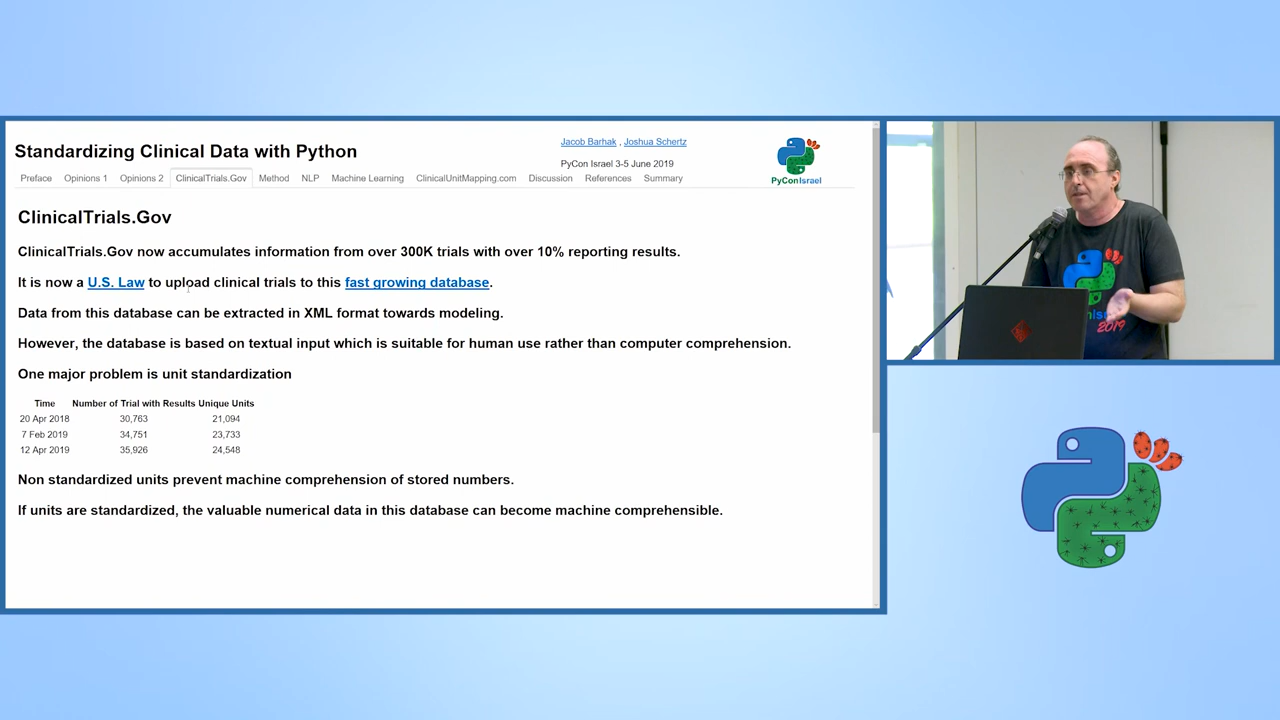 Standardizing Clinical Data with Python
Jacob Barhak , Joshua Schertz
PyCon Israel 3-5 June 2019
PyConIsrael
Preface Opinions 1 Opinions 2 ClinicalTrials.Gov Method NLP Machine Learning ClinicalUnitMapping.com Discussion References Summary
ClinicalTrials.Gov
ClinicalTrials.Gov now accumulates information from over 300K trials with over 10% reporting results.
It is now a U.S. Law to upload clinical trials to this fast growing database.
Data from this database can be extracted in XML format towards modeling.
However, the database is based on textual input which is suitable for human use rather than computer comprehension.
One major problem is unit standardization
Time Number of Trial with Results Unique Units
20 Apr 2018 30,763 21,094
7 Feb 2019 34,751 23,733
12 Apr 2019 35,926 24,548
Non standardized units prevent machine comprehension of stored numbers.
If units are standardized, the valuable numerical data in this database can become machine comprehensible.
2019